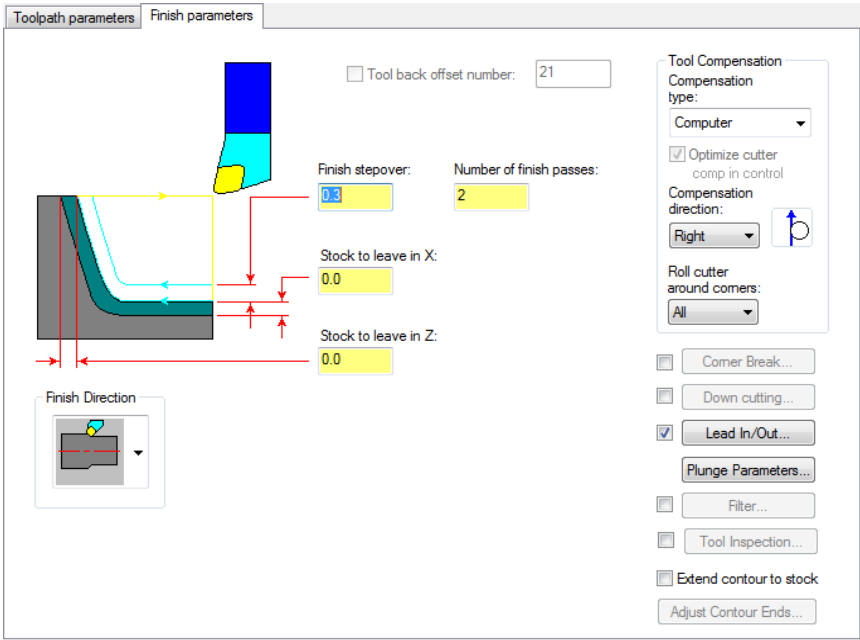 Toolpath parameters
Finish parameters
Tool back offset number:
21
Finish stepover:
0.3
Number of finish passes:
2
Stock to leave in X:
0.0
Stock to leave in Z:
0.0
Finish Direction
Tool Compensation
Compensation
type:
Computer
Optimize cutter
comp in control
Compensation
direction:
Right
Roll cutter
around corners:
All
Corner Break...
Down cutting...
Lead In/Out...
Plunge Parameters...
Filter...
Tool Inspection...
Extend contour to stock
Adjust Contour Ends...